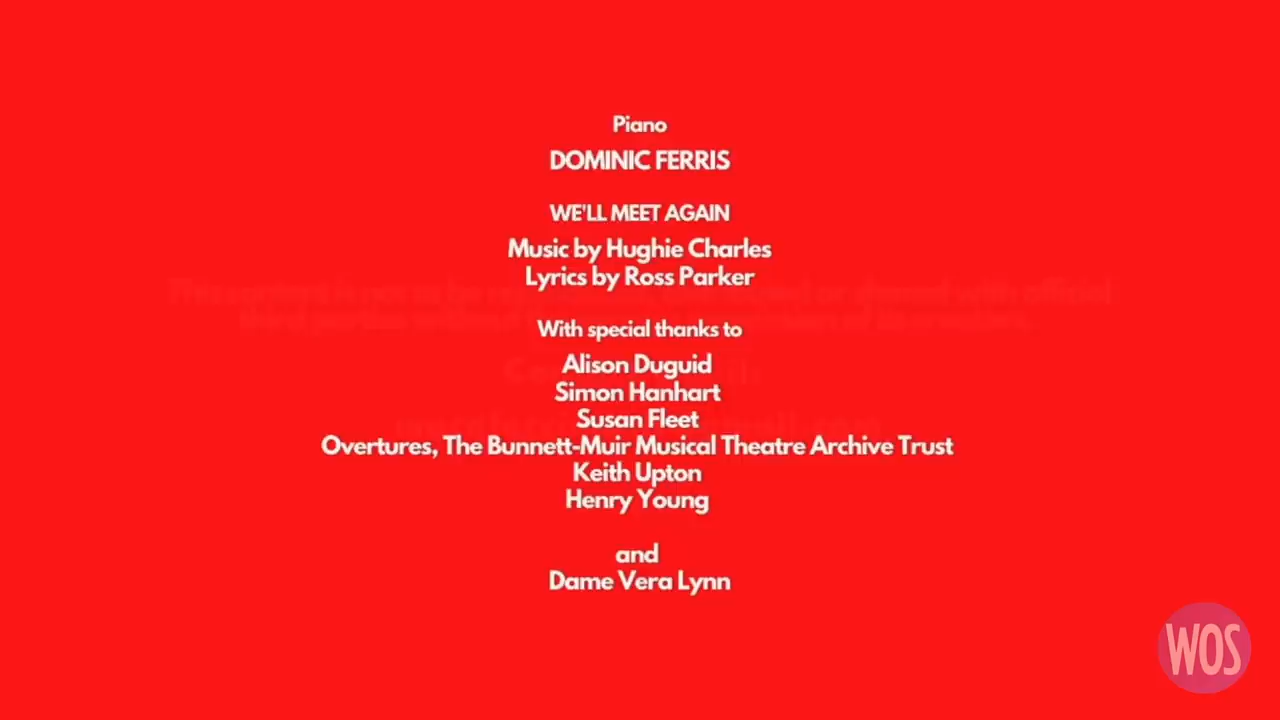 Piano
DOMINIC FERRIS
WE'LL MEET AGAIN
Music by Hughie Charles
Lyrics by Ross Parker
With special thanks to
Alison Duguid
Simon Hanhart
Susan Fleet
Overtures, The Bunnett-Muir Musical Theatre Archive Trust
Keith Upton
Henry Young
and
Dame Vera Lynn
WOS